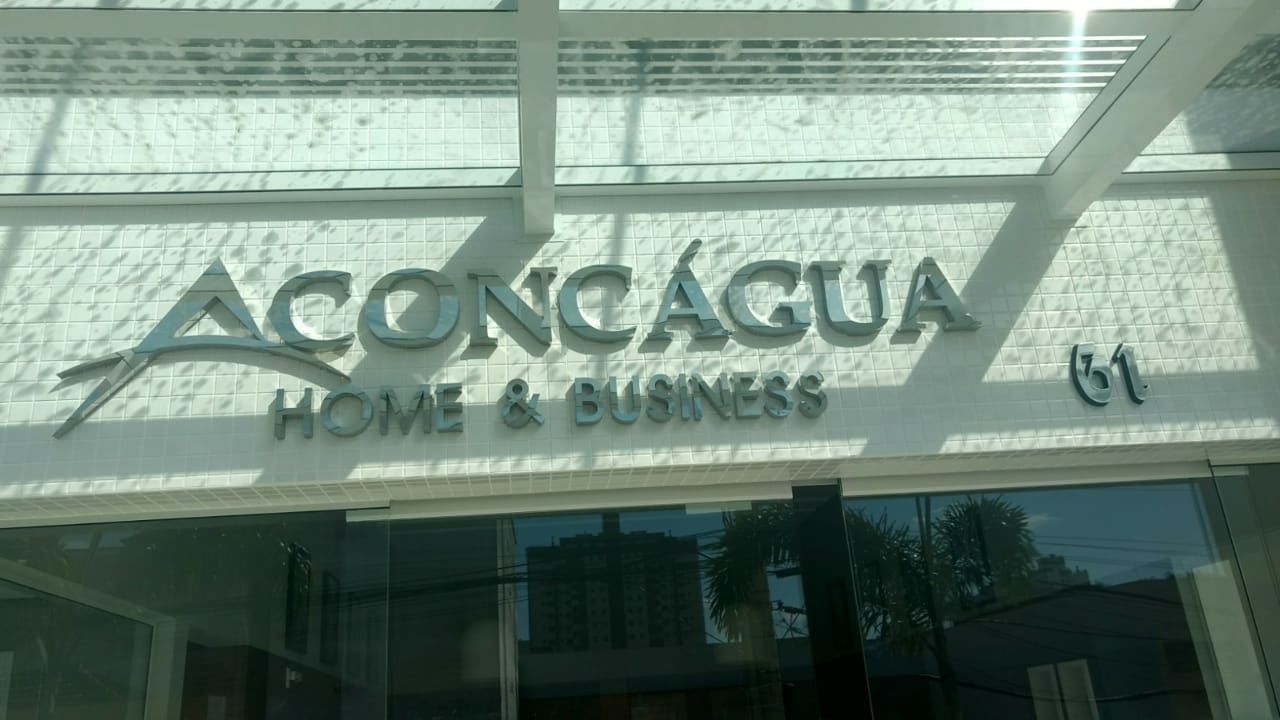 ACONCÁGUA
HOME & BUSINESS
61